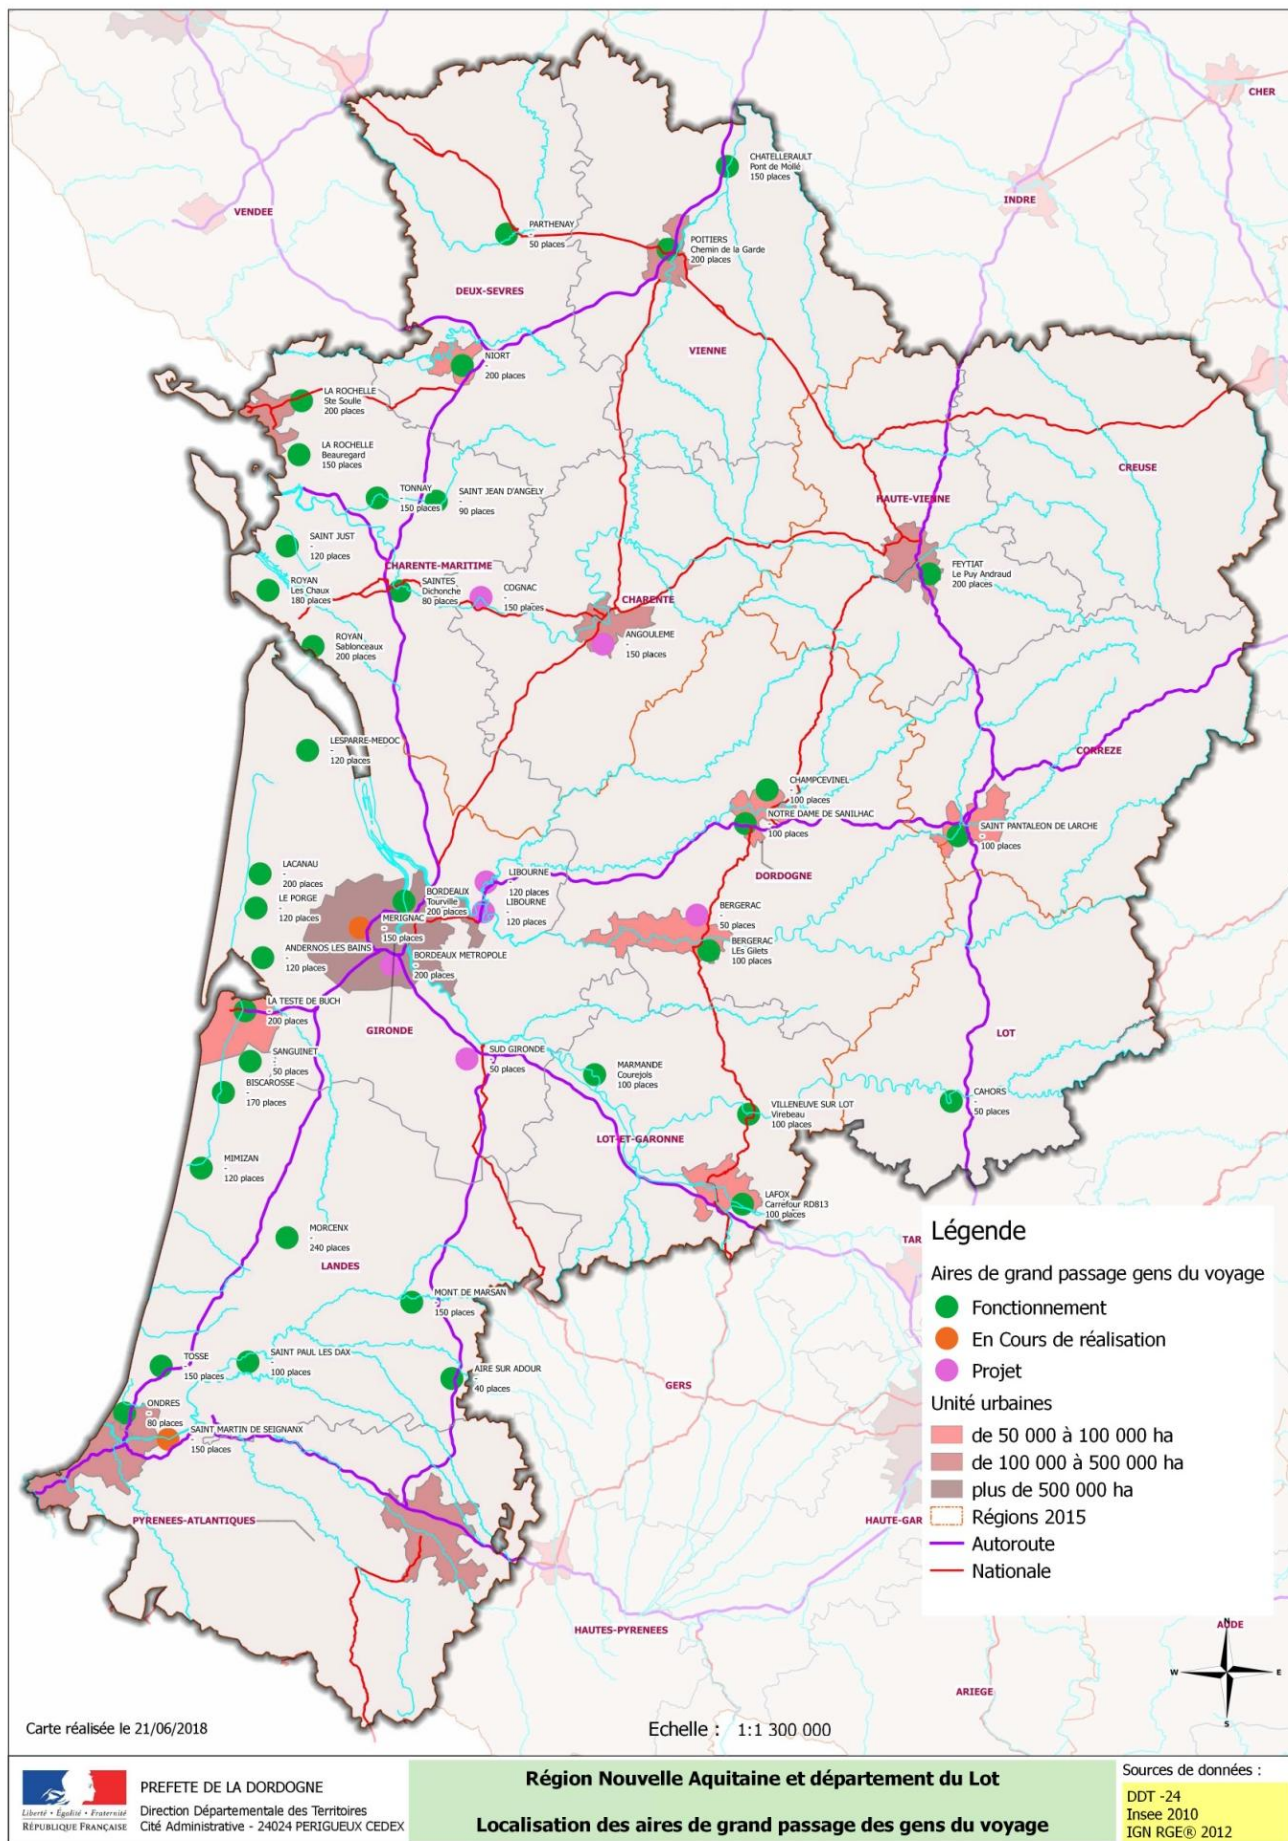 CHER
INDRE
VENDEE
CHATELLERAULT
Pont de Moilé
150 places
PARTHENAY
-
50 places
POITIERS
Chemin de la Garde
200 places
DEUX-SEVRES
VIENNE
NIORT
-
200 places
LA ROCHELLE
Ste Soulle
200 places
LA ROCHELLE
Beauregard
150 places
CREUSE
TONNAY
-
150 places
SAINT JEAN D'ANGELY
-
90 places
HAUTE-VIENNE
SAINT JUST
-
120 places
CHARENTE-MARITIME
ROYAN
Les Chaux
180 places
SAINTES
Dichonche
80 places
COGNAC
-
150 places
CHARENTE
FEYTIAT
Le Puy Andraud
200 places
ANGOULEME
-
150 places
ROYAN
Sablonceaux
200 places
LESPARRE-MEDOC
-
120 places
CORREZE
CHAMPCEVINEL
-
100 places
NOTRE DAME DE SANILHAC
-
100 places
SAINT PANTALEON DE LARCHE
-
100 places
DORDOGNE
LACANAU
-
200 places
LE PORGE
-
120 places
LIBOURNE
-
120 places
LIBOURNE
-
120 places
BORDEAUX
Tourville
200 places
MERIGNAC
-
150 places
BERGERAC
-
50 places
BERGERAC
LEs Gilets
100 places
ANDERNOS LES BAINS
-
120 places
BORDEAUX METROPOLE
-
200 places
LA TESTE DE BUCH
-
200 places
GIRONDE
LOT
SANGUINET
-
50 places
SUD GIRONDE
-
50 places
MARMANDE
Courejols
100 places
BISCAROSSE
-
170 places
VILLENEUVE SUR LOT
Virebeau
100 places
CAHORS
-
50 places
LOT-ET-GARONNE
MIMIZAN
-
120 places
LAFOX
Carrefour RD813
100 places
MORCENX
-
240 places
LANDES
TAR
MONT DE MARSAN
-
150 places
TOSSE
-
150 places
SAINT PAUL LES DAX
-
100 places
AIRE SUR ADOUR
-
40 places
GERS
ONDRES
-
80 places
SAINT MARTIN DE SEIGNANX
-
150 places
PYRENEES-ATLANTIQUES
HAUTE-GAR
HAUTES-PYRENEES
ARIEGE
AUDE
Légende
Aires de grand passage gens du voyage
Fonctionnement
En Cours de réalisation
Projet
Unité urbaines
de 50 000 à 100 000 ha
de 100 000 à 500 000 ha
plus de 500 000 ha
Régions 2015
Autoroute
Nationale
N
W E
S
Carte réalisée le 21/06/2018
Echelle : 1:1 300 000
Liberté • Égalité • Fraternité
RÉPUBLIQUE FRANÇAISE
PREFETE DE LA DORDOGNE
Direction Départementale des Territoires
Cité Administrative - 24024 PERIGUEUX CEDEX
Région Nouvelle Aquitaine et département du Lot
Localisation des aires de grand passage des gens du voyage
Sources de données :
DDT -24
Insee 2010
IGN RGE® 2012